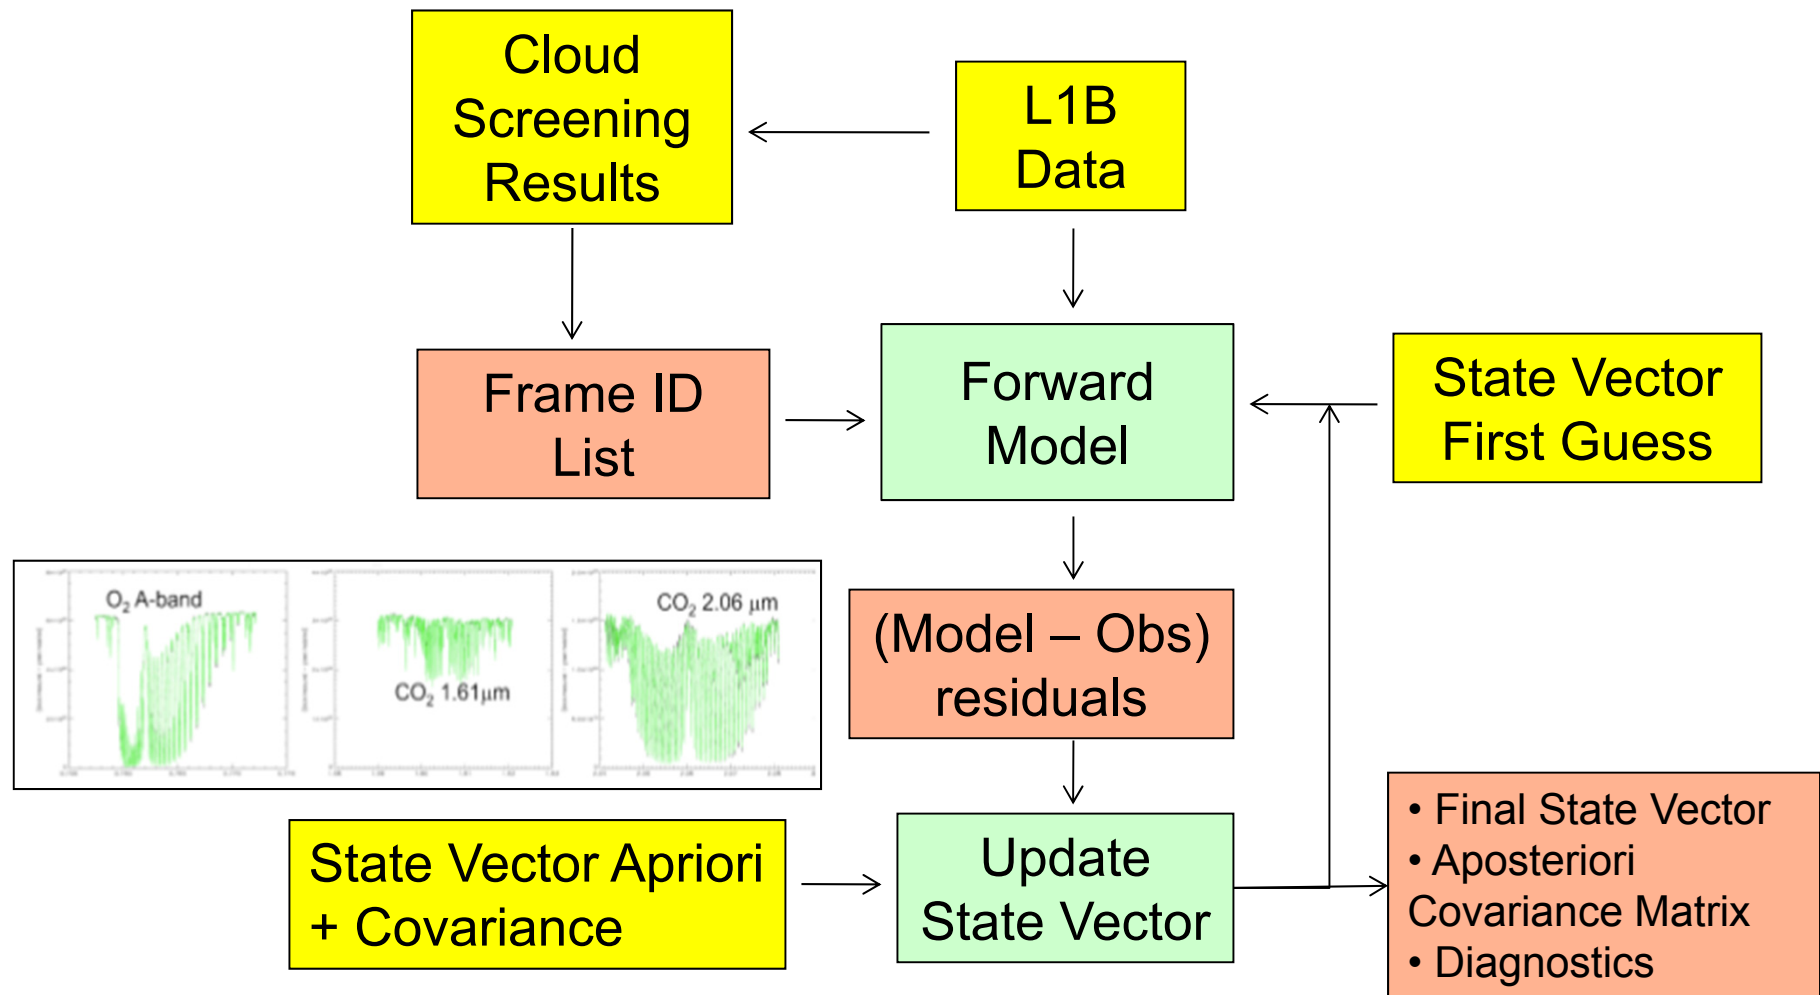 Cloud
Screening
Results
L1B
Data
Frame ID
List
Forward
Model
State Vector
First Guess
O₂ A-band
CO₂ 1.61μm
CO₂ 2.06 μm
(Model – Obs)
residuals
State Vector Apriori
+ Covariance
Update
State Vector
• Final State Vector
• Aposteriori
Covariance Matrix
• Diagnostics